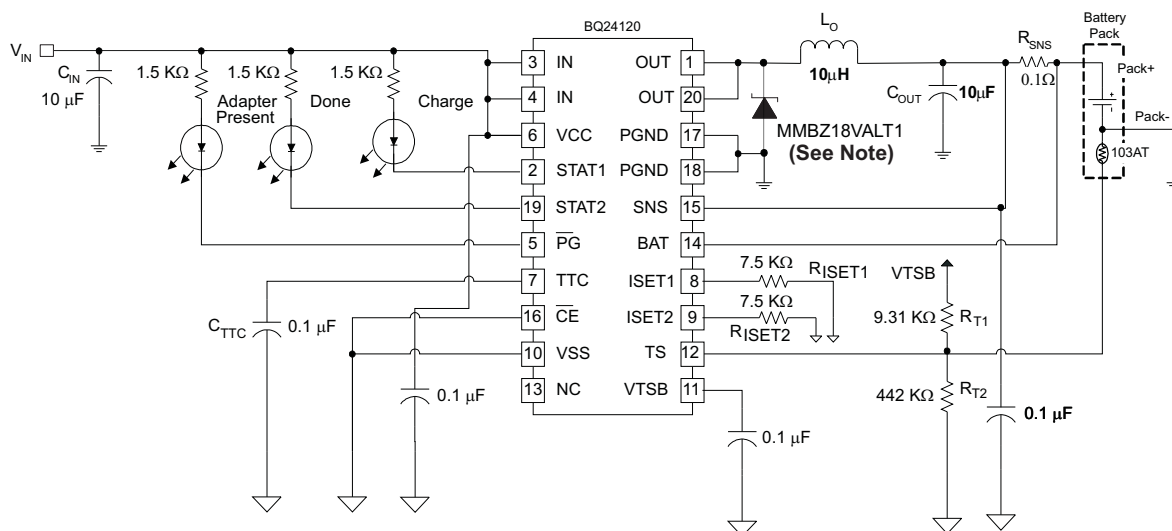 BQ24120
V_IN
C_IN
10 μF
1.5 KΩ
1.5 KΩ
1.5 KΩ
Adapter
Present
Done
Charge
3 IN
4 IN
6 VCC
2 STAT1
19 STAT2
5 P̅G̅
7 TTC
16 C̅E̅
10 VSS
13 NC
OUT 1
OUT 20
PGND 17
PGND 18
SNS 15
BAT 14
ISET1 8
ISET2 9
TS 12
VTSB 11
C_TTC
0.1 μF
0.1 μF
0.1 μF
L_O
10μH
MMBZ18VALT1
(See Note)
C_OUT
10μF
R_SNS
0.1Ω
Battery
Pack
Pack+
+
-
Pack-
103AT
7.5 KΩ
R_ISET1
7.5 KΩ
R_ISET2
VTSB
9.31 KΩ
R_T1
442 KΩ
R_T2
0.1 μF